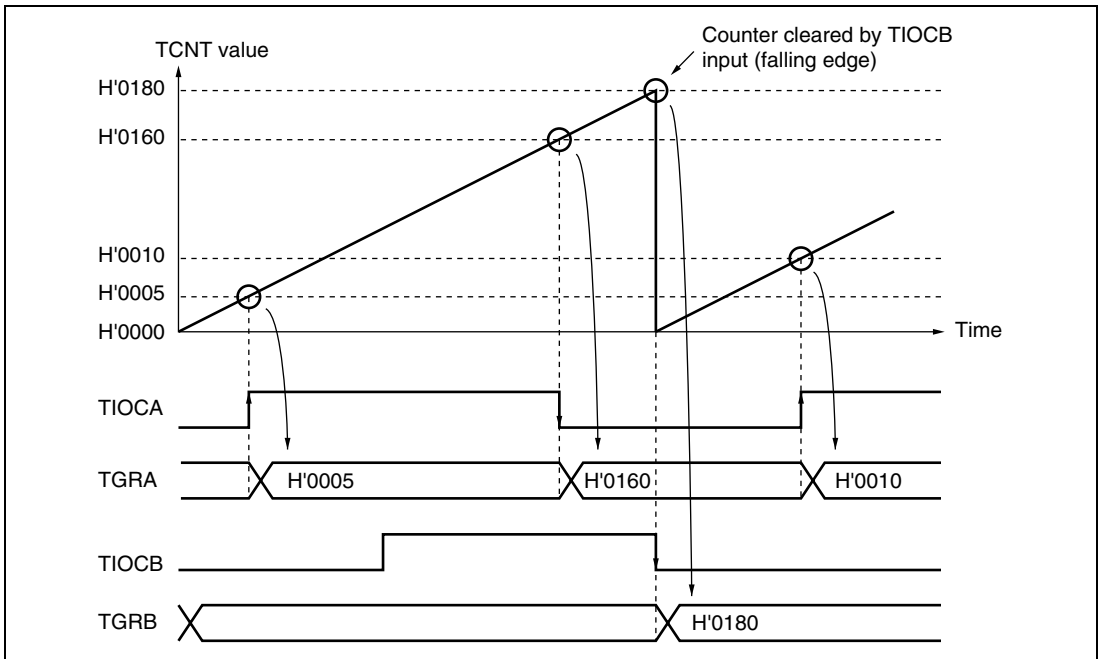 Counter cleared by TIOCB
input (falling edge)
TCNT value
H'0180
H'0160
H'0010
H'0005
H'0000
Time
TIOCA
TGRA
H'0005
H'0160
H'0010
TIOCB
TGRB
H'0180